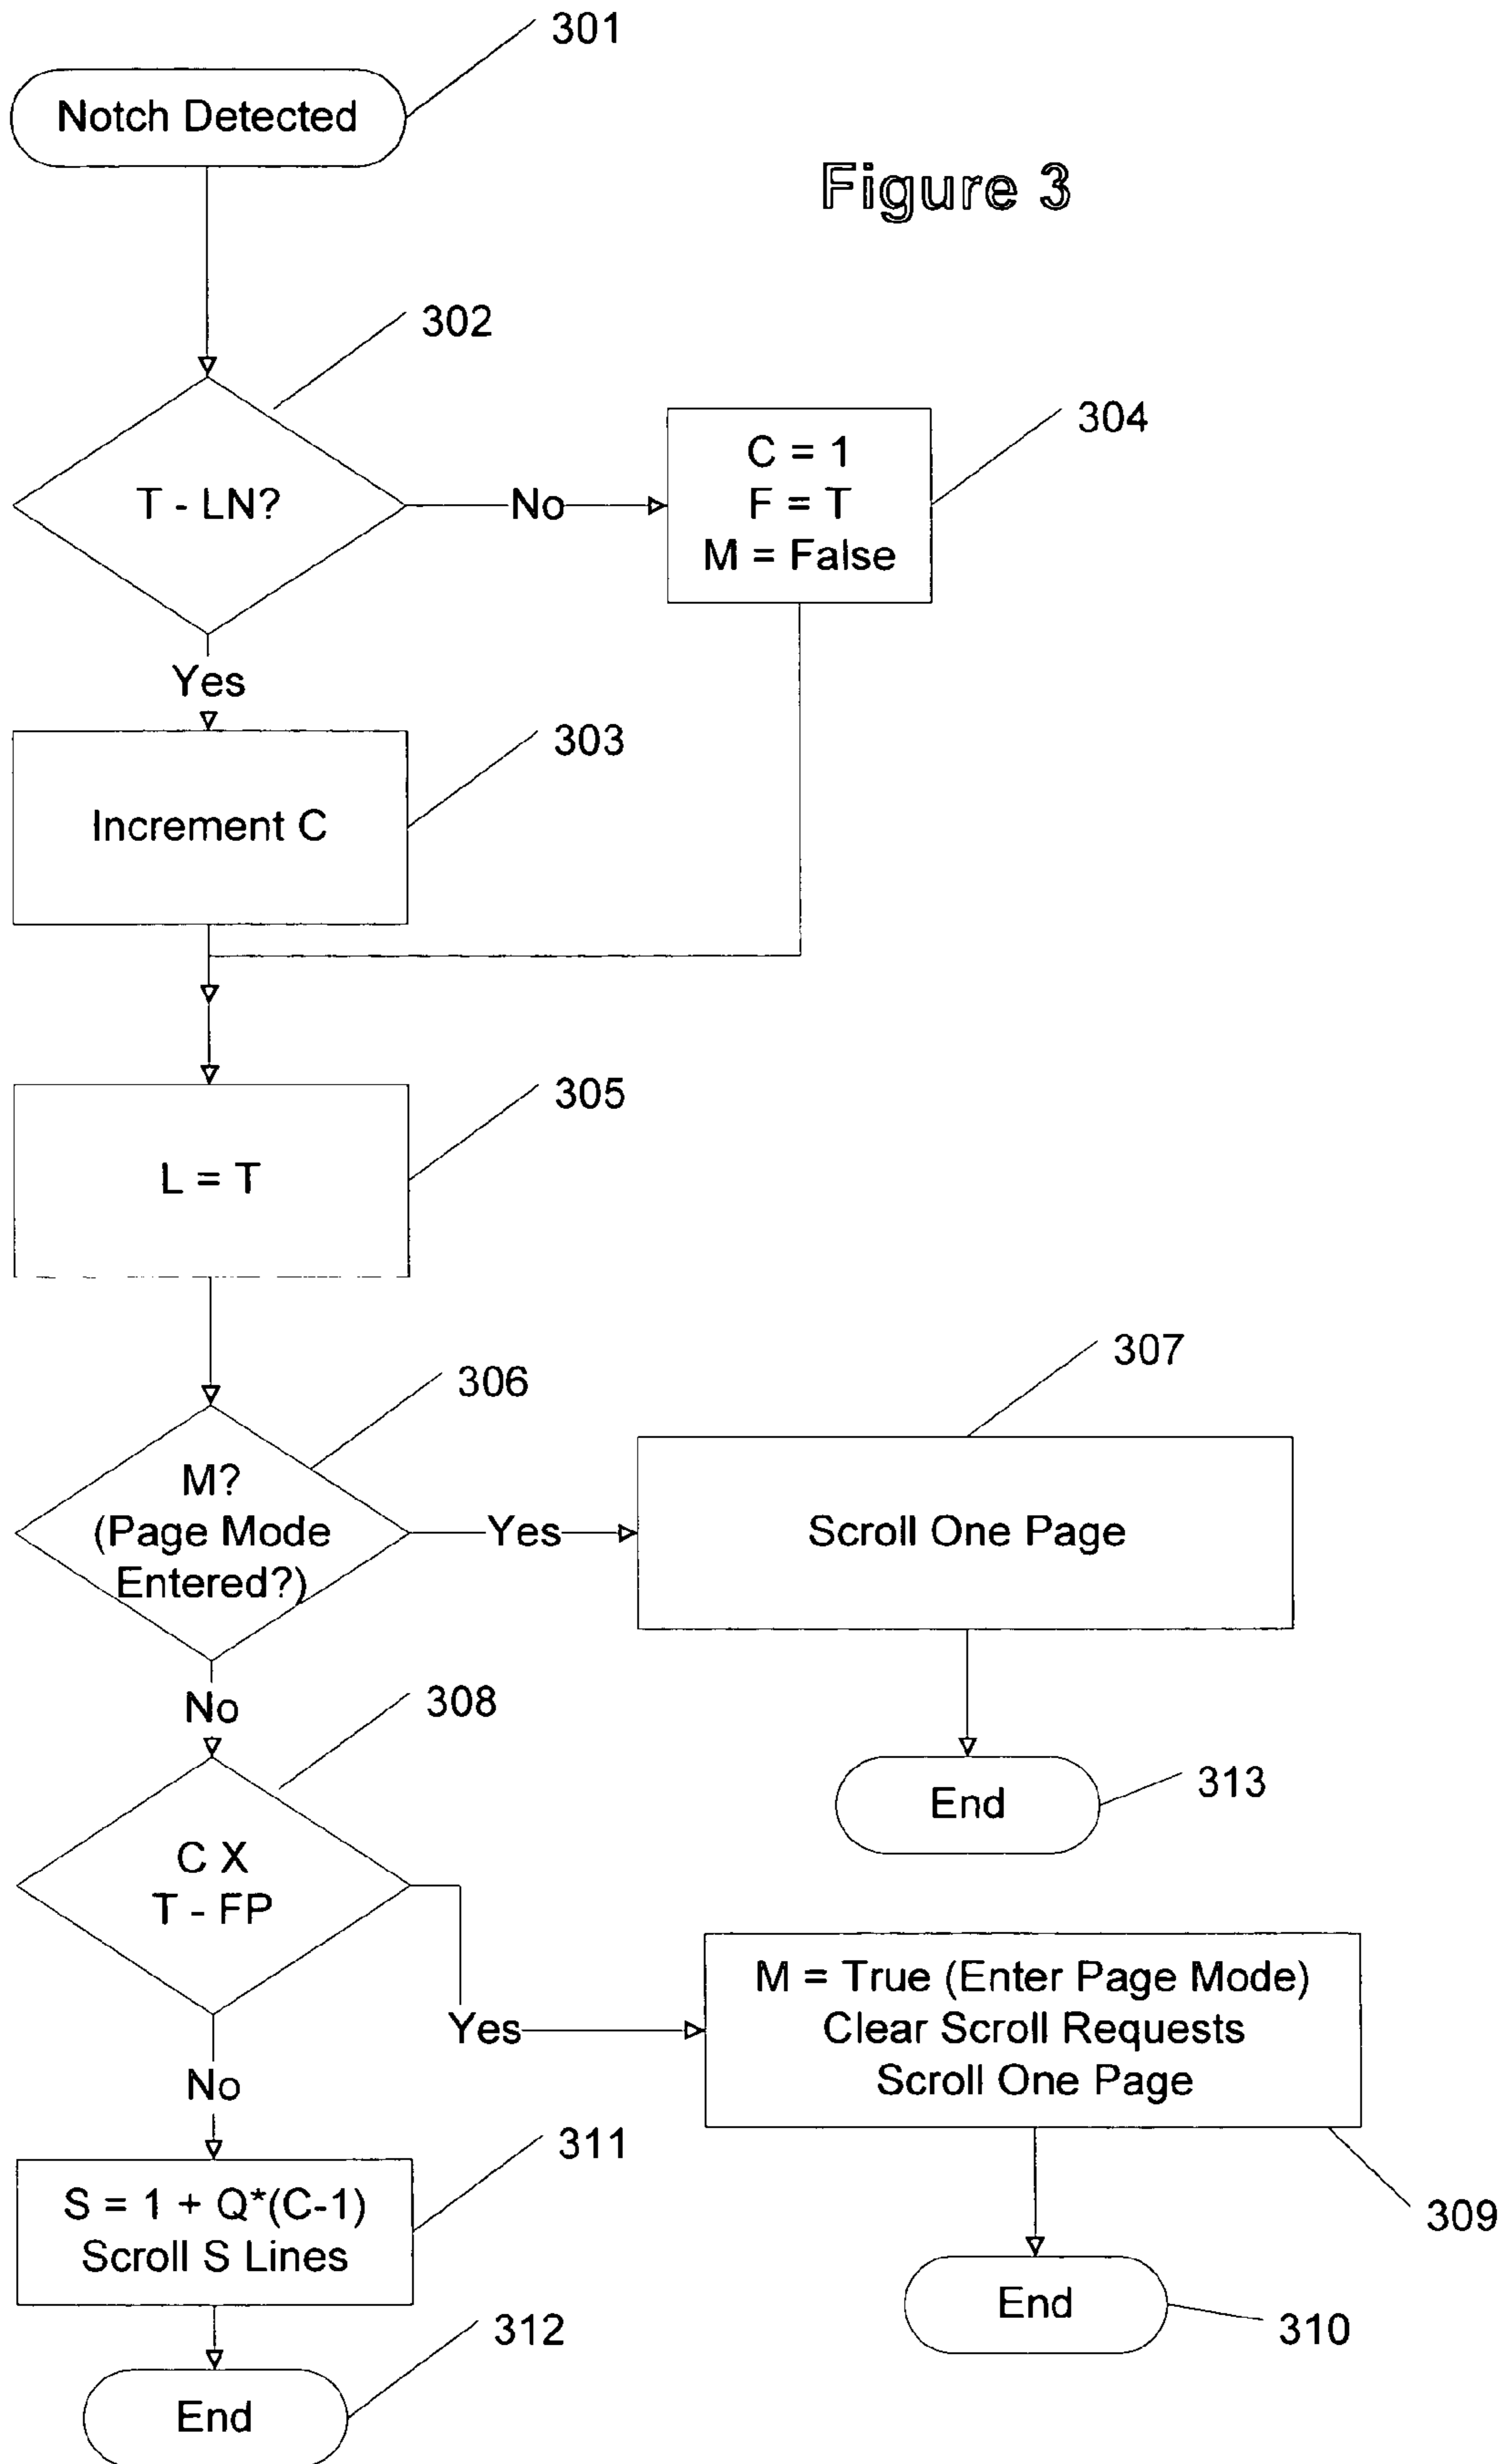 301
Notch Detected
Figure 3
302
T - LN?
No
304
C = 1
F = T
M = False
Yes
303
Increment C
305
L = T
306
M?
(Page Mode
Entered?)
Yes
307
Scroll One Page
No
308
313
End
C X
T - FP
Yes
M = True (Enter Page Mode)
Clear Scroll Requests
Scroll One Page
309
No
311
S = 1 + Q*(C-1)
Scroll S Lines
End
310
312
End